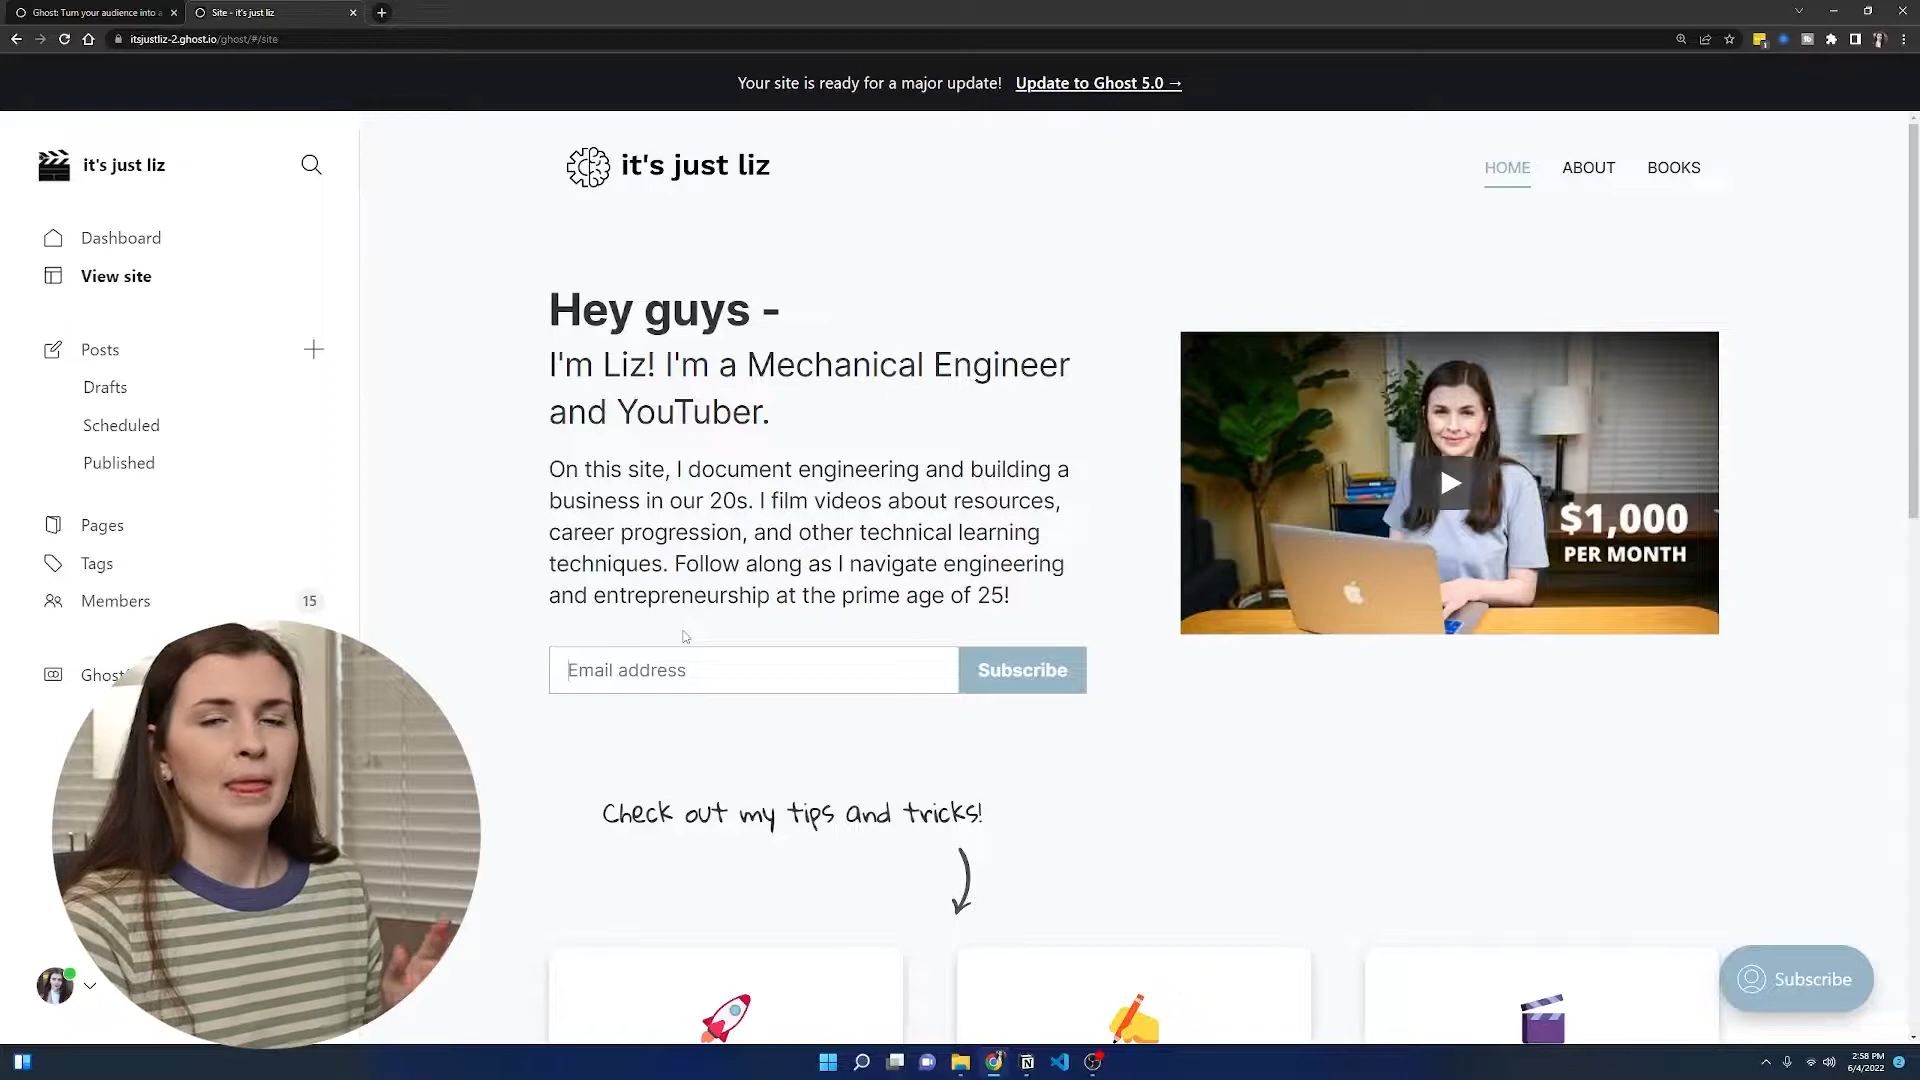 Ghost: Turn your audience into a
Site - it's just liz
itsjustliz-2.ghost.io/ghost/#/site
Your site is ready for a major update! Update to Ghost 5.0 →
it's just liz
it's just liz
HOME
ABOUT
BOOKS
Dashboard
View site
Posts
Drafts
Scheduled
Published
Pages
Tags
Members
15
Ghost
Hey guys -
I'm Liz! I'm a Mechanical Engineer
and YouTuber.
On this site, I document engineering and building a
business in our 20s. I film videos about resources,
career progression, and other technical learning
techniques. Follow along as I navigate engineering
and entrepreneurship at the prime age of 25!
$1,000
PER MONTH
Email address
Subscribe
Check out my tips and tricks!
Subscribe
2:58 PM
6/4/2022
2